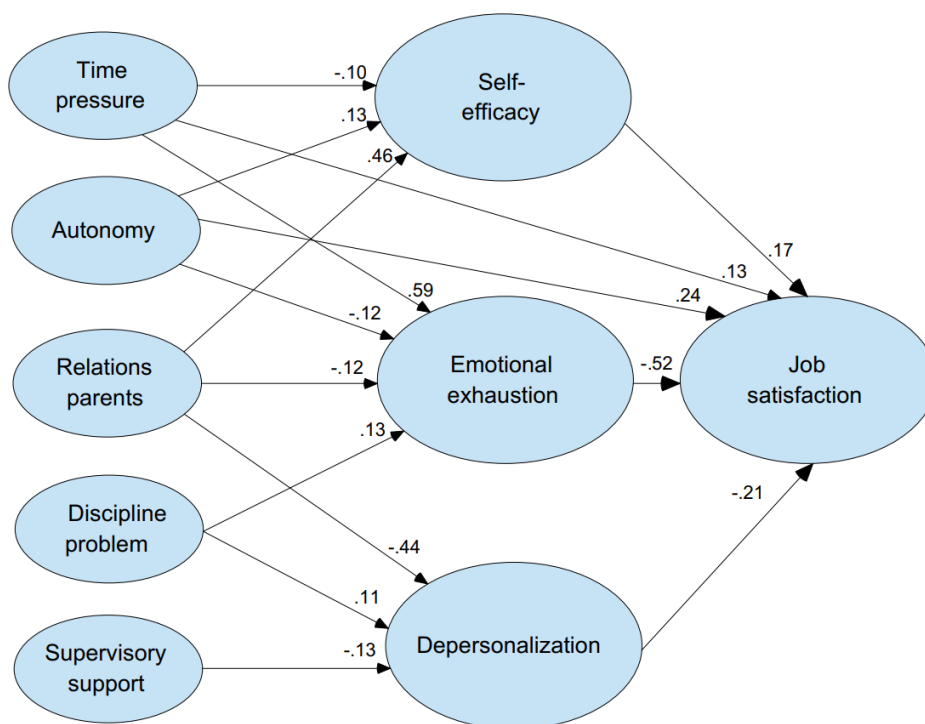 Time
pressure
-.10
Self-
efficacy
.13
.46
Autonomy
.17
.13
.24
.59
-.12
Relations
parents
-.12
Emotional
exhaustion
-.52
Job
satisfaction
.13
Discipline
problem
-.21
-.44
.11
Supervisory
support
-.13
Depersonalization